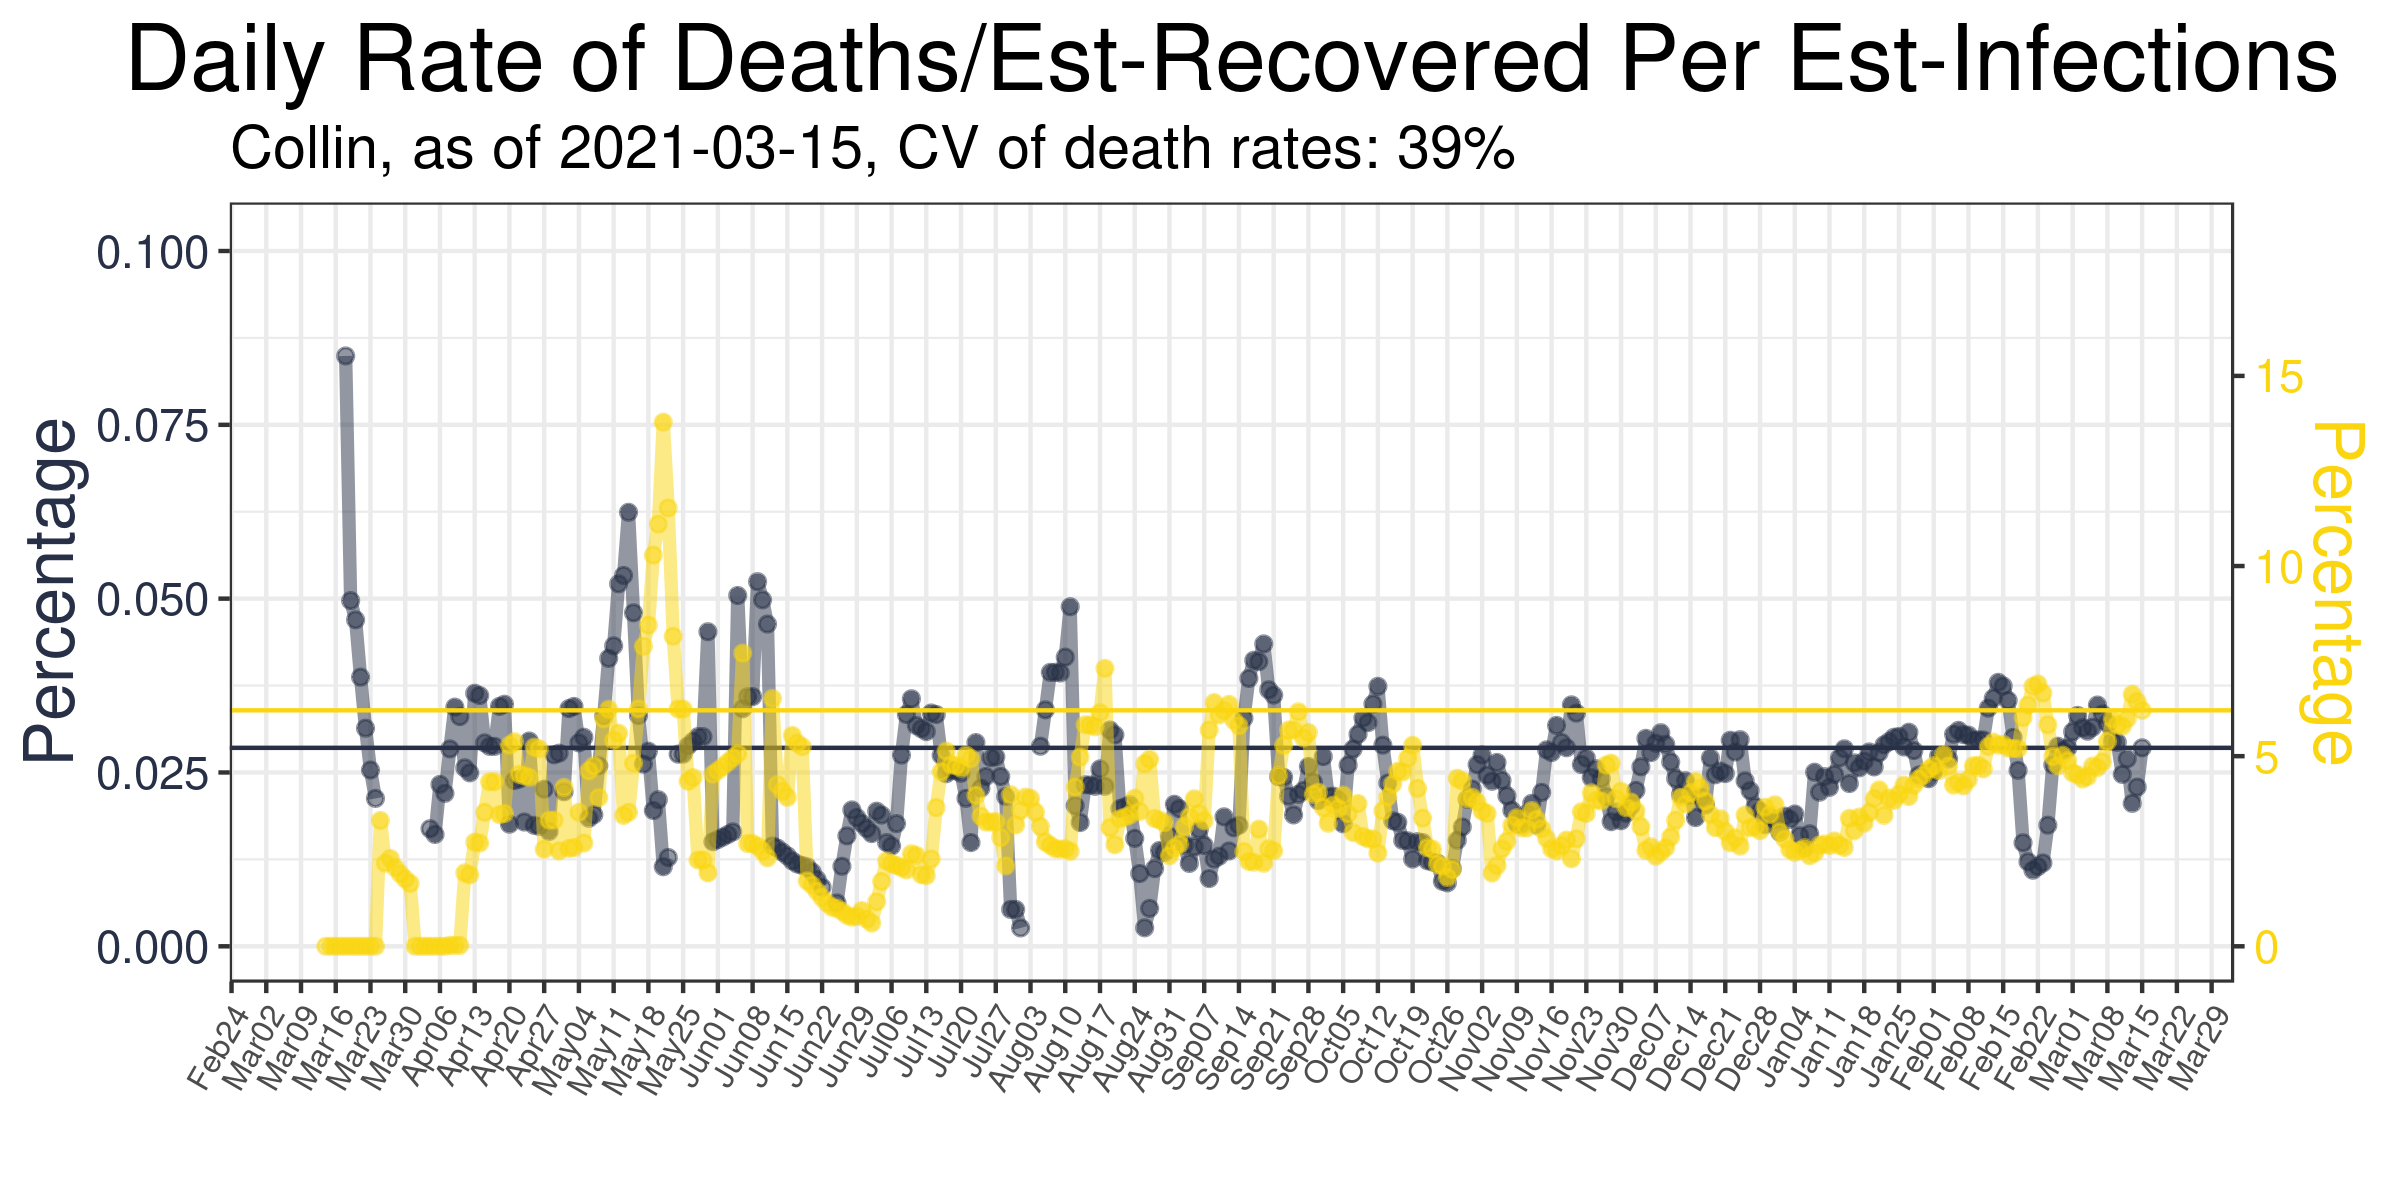 Daily Rate of Deaths/Est-Recovered Per Est-Infections
Collin, as of 2021-03-15, CV of death rates: 39%
Percentage
0.100
0.075
0.050
0.025
0.000
15
10
5
0
Percentage
Feb24
Mar02
Mar09
Mar16
Mar23
Mar30
Apr06
Apr13
Apr20
Apr27
May04
May11
May18
May25
Jun01
Jun08
Jun15
Jun22
Jun29
Jul06
Jul13
Jul20
Jul27
Aug03
Aug10
Aug17
Aug24
Aug31
Sep07
Sep14
Sep21
Sep28
Oct05
Oct12
Oct19
Oct26
Nov02
Nov09
Nov16
Nov23
Nov30
Dec07
Dec14
Dec21
Dec28
Jan04
Jan11
Jan18
Jan25
Feb01
Feb08
Feb15
Feb22
Mar01
Mar08
Mar15
Mar22
Mar29